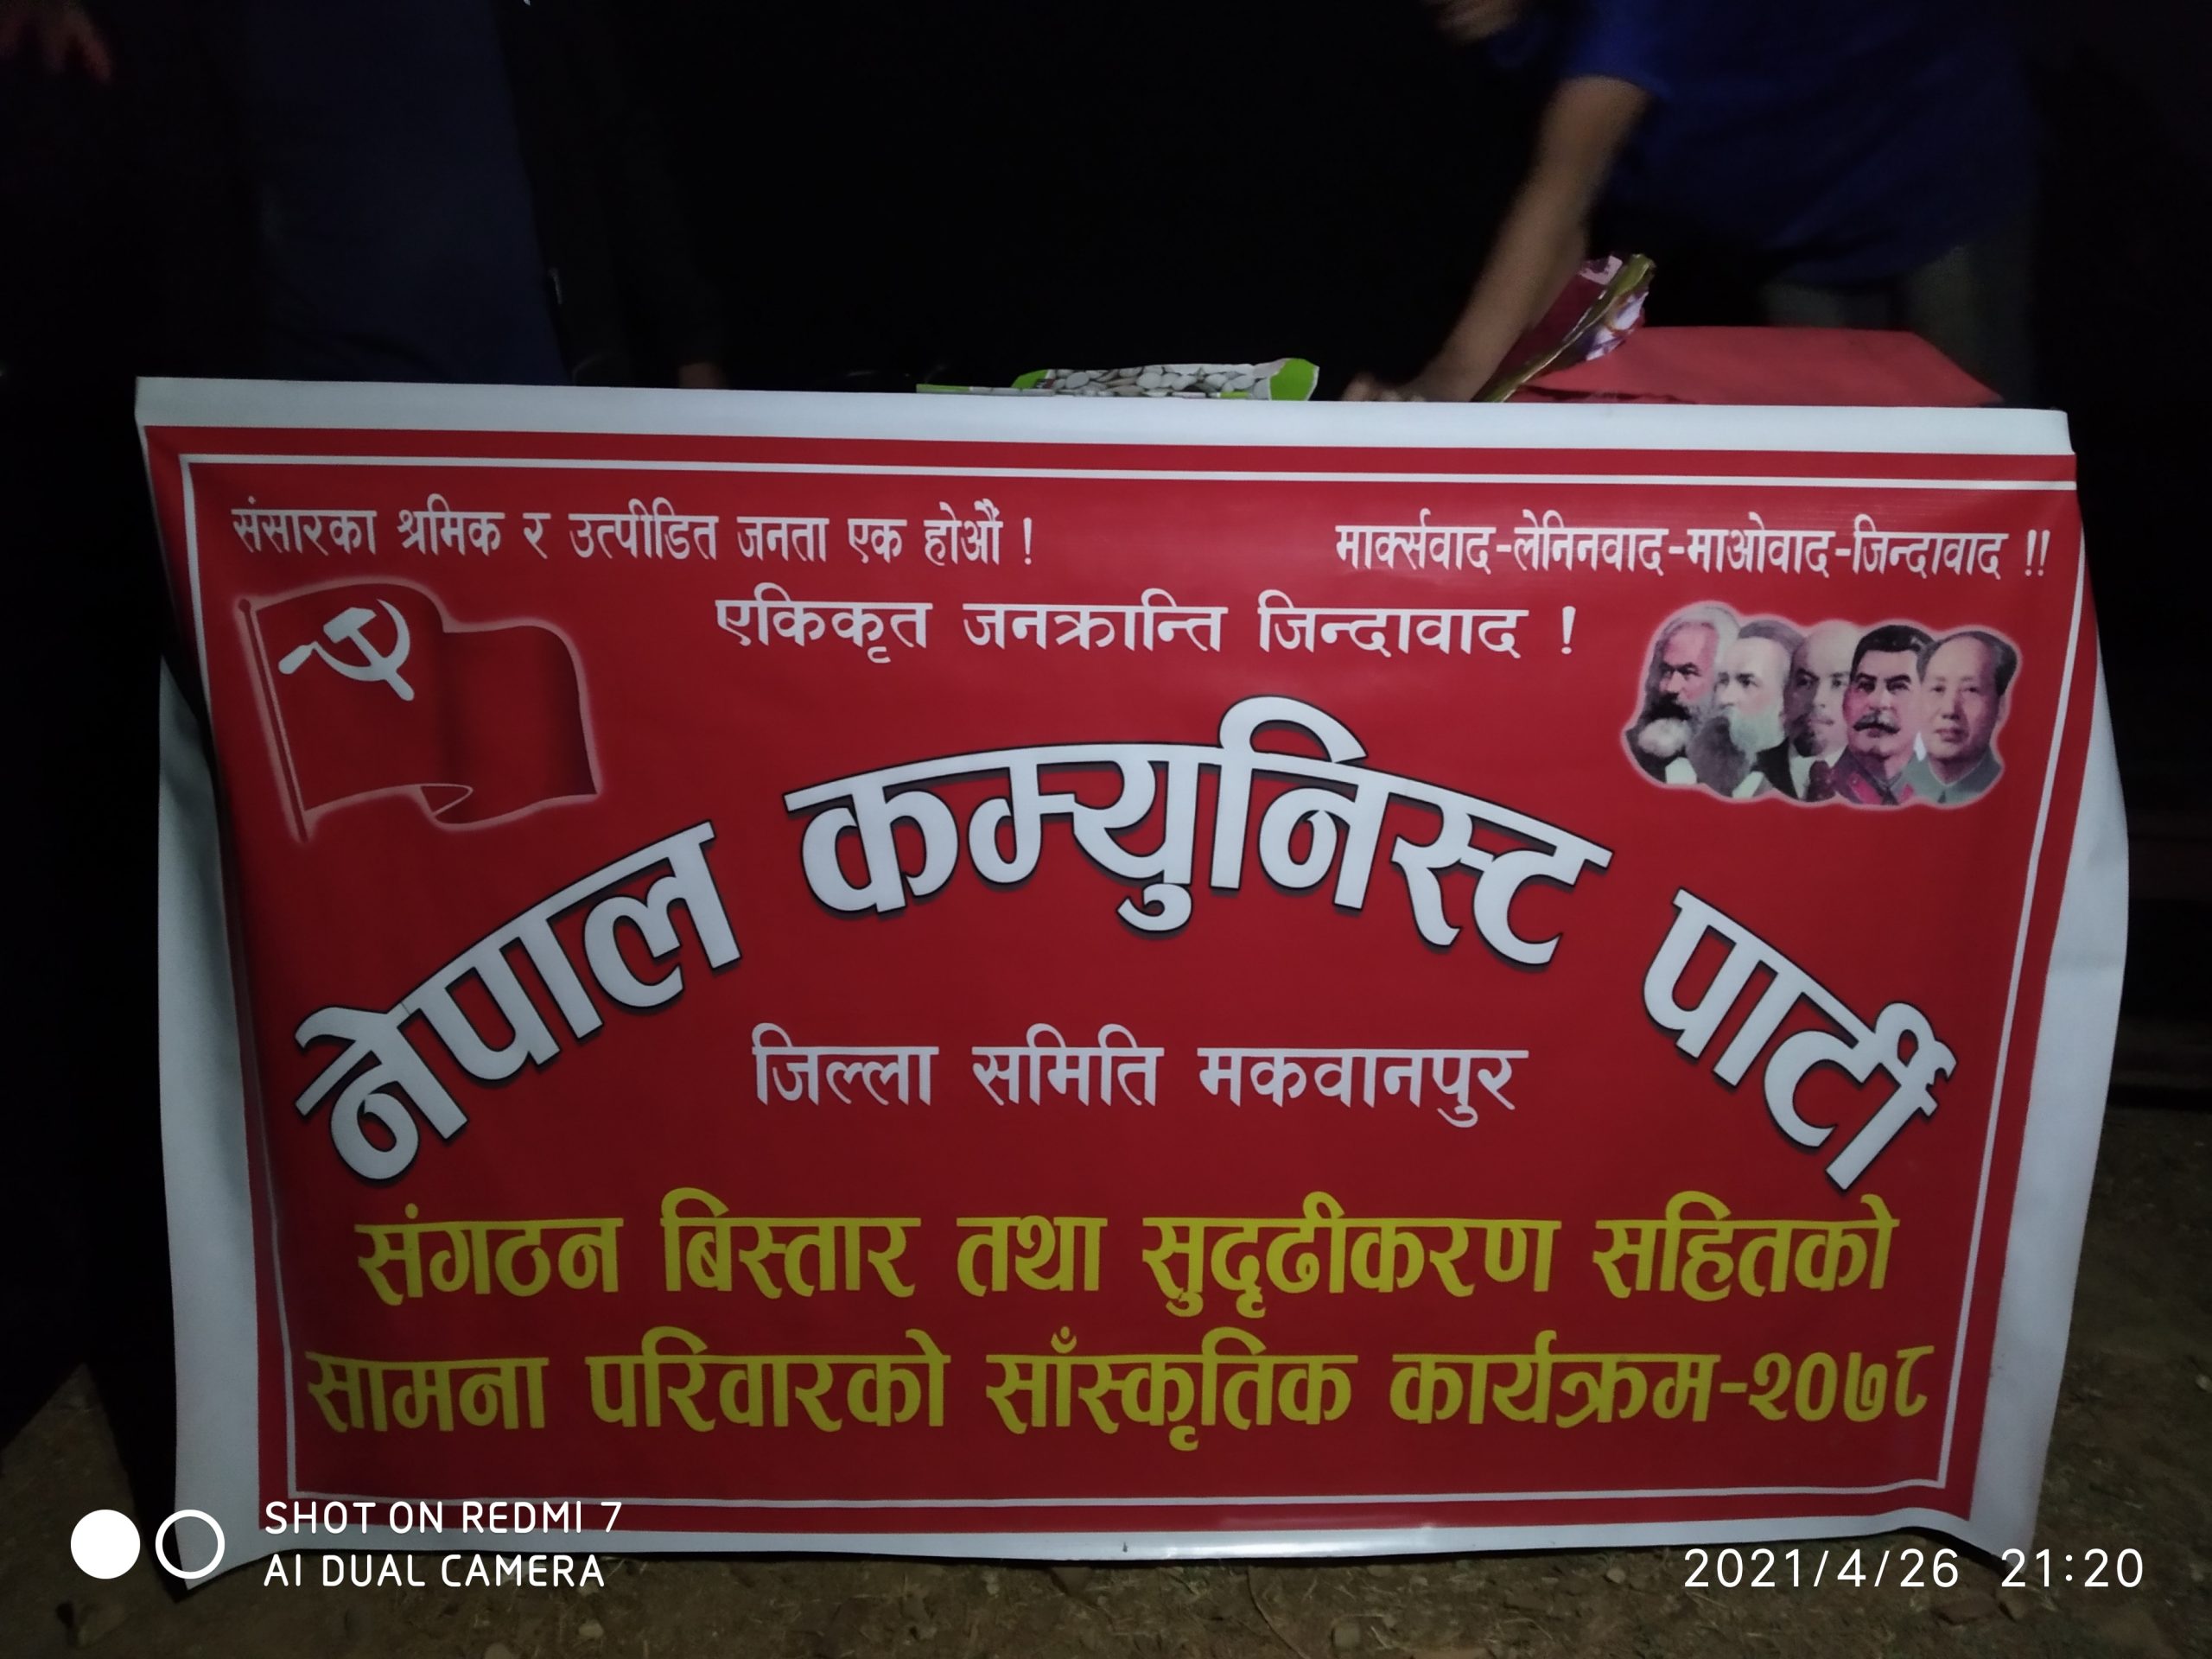 संसारका श्रमिक र उत्पीडित जनता एक होऔं !
मार्क्सवाद-लेनिनवाद-माओवाद-जिन्दावाद !!
एकिकृत जनक्रान्ति जिन्दावाद !
नेपाल कम्युनिस्ट पार्टी
जिल्ला समिति मकवानपुर
संगठन बिस्तार तथा सुदृढीकरण सहितको
सामना परिवारको साँस्कृतिक कार्यक्रम-२०७८
SHOT ON REDMI 7
AI DUAL CAMERA
2021/4/26 21:20